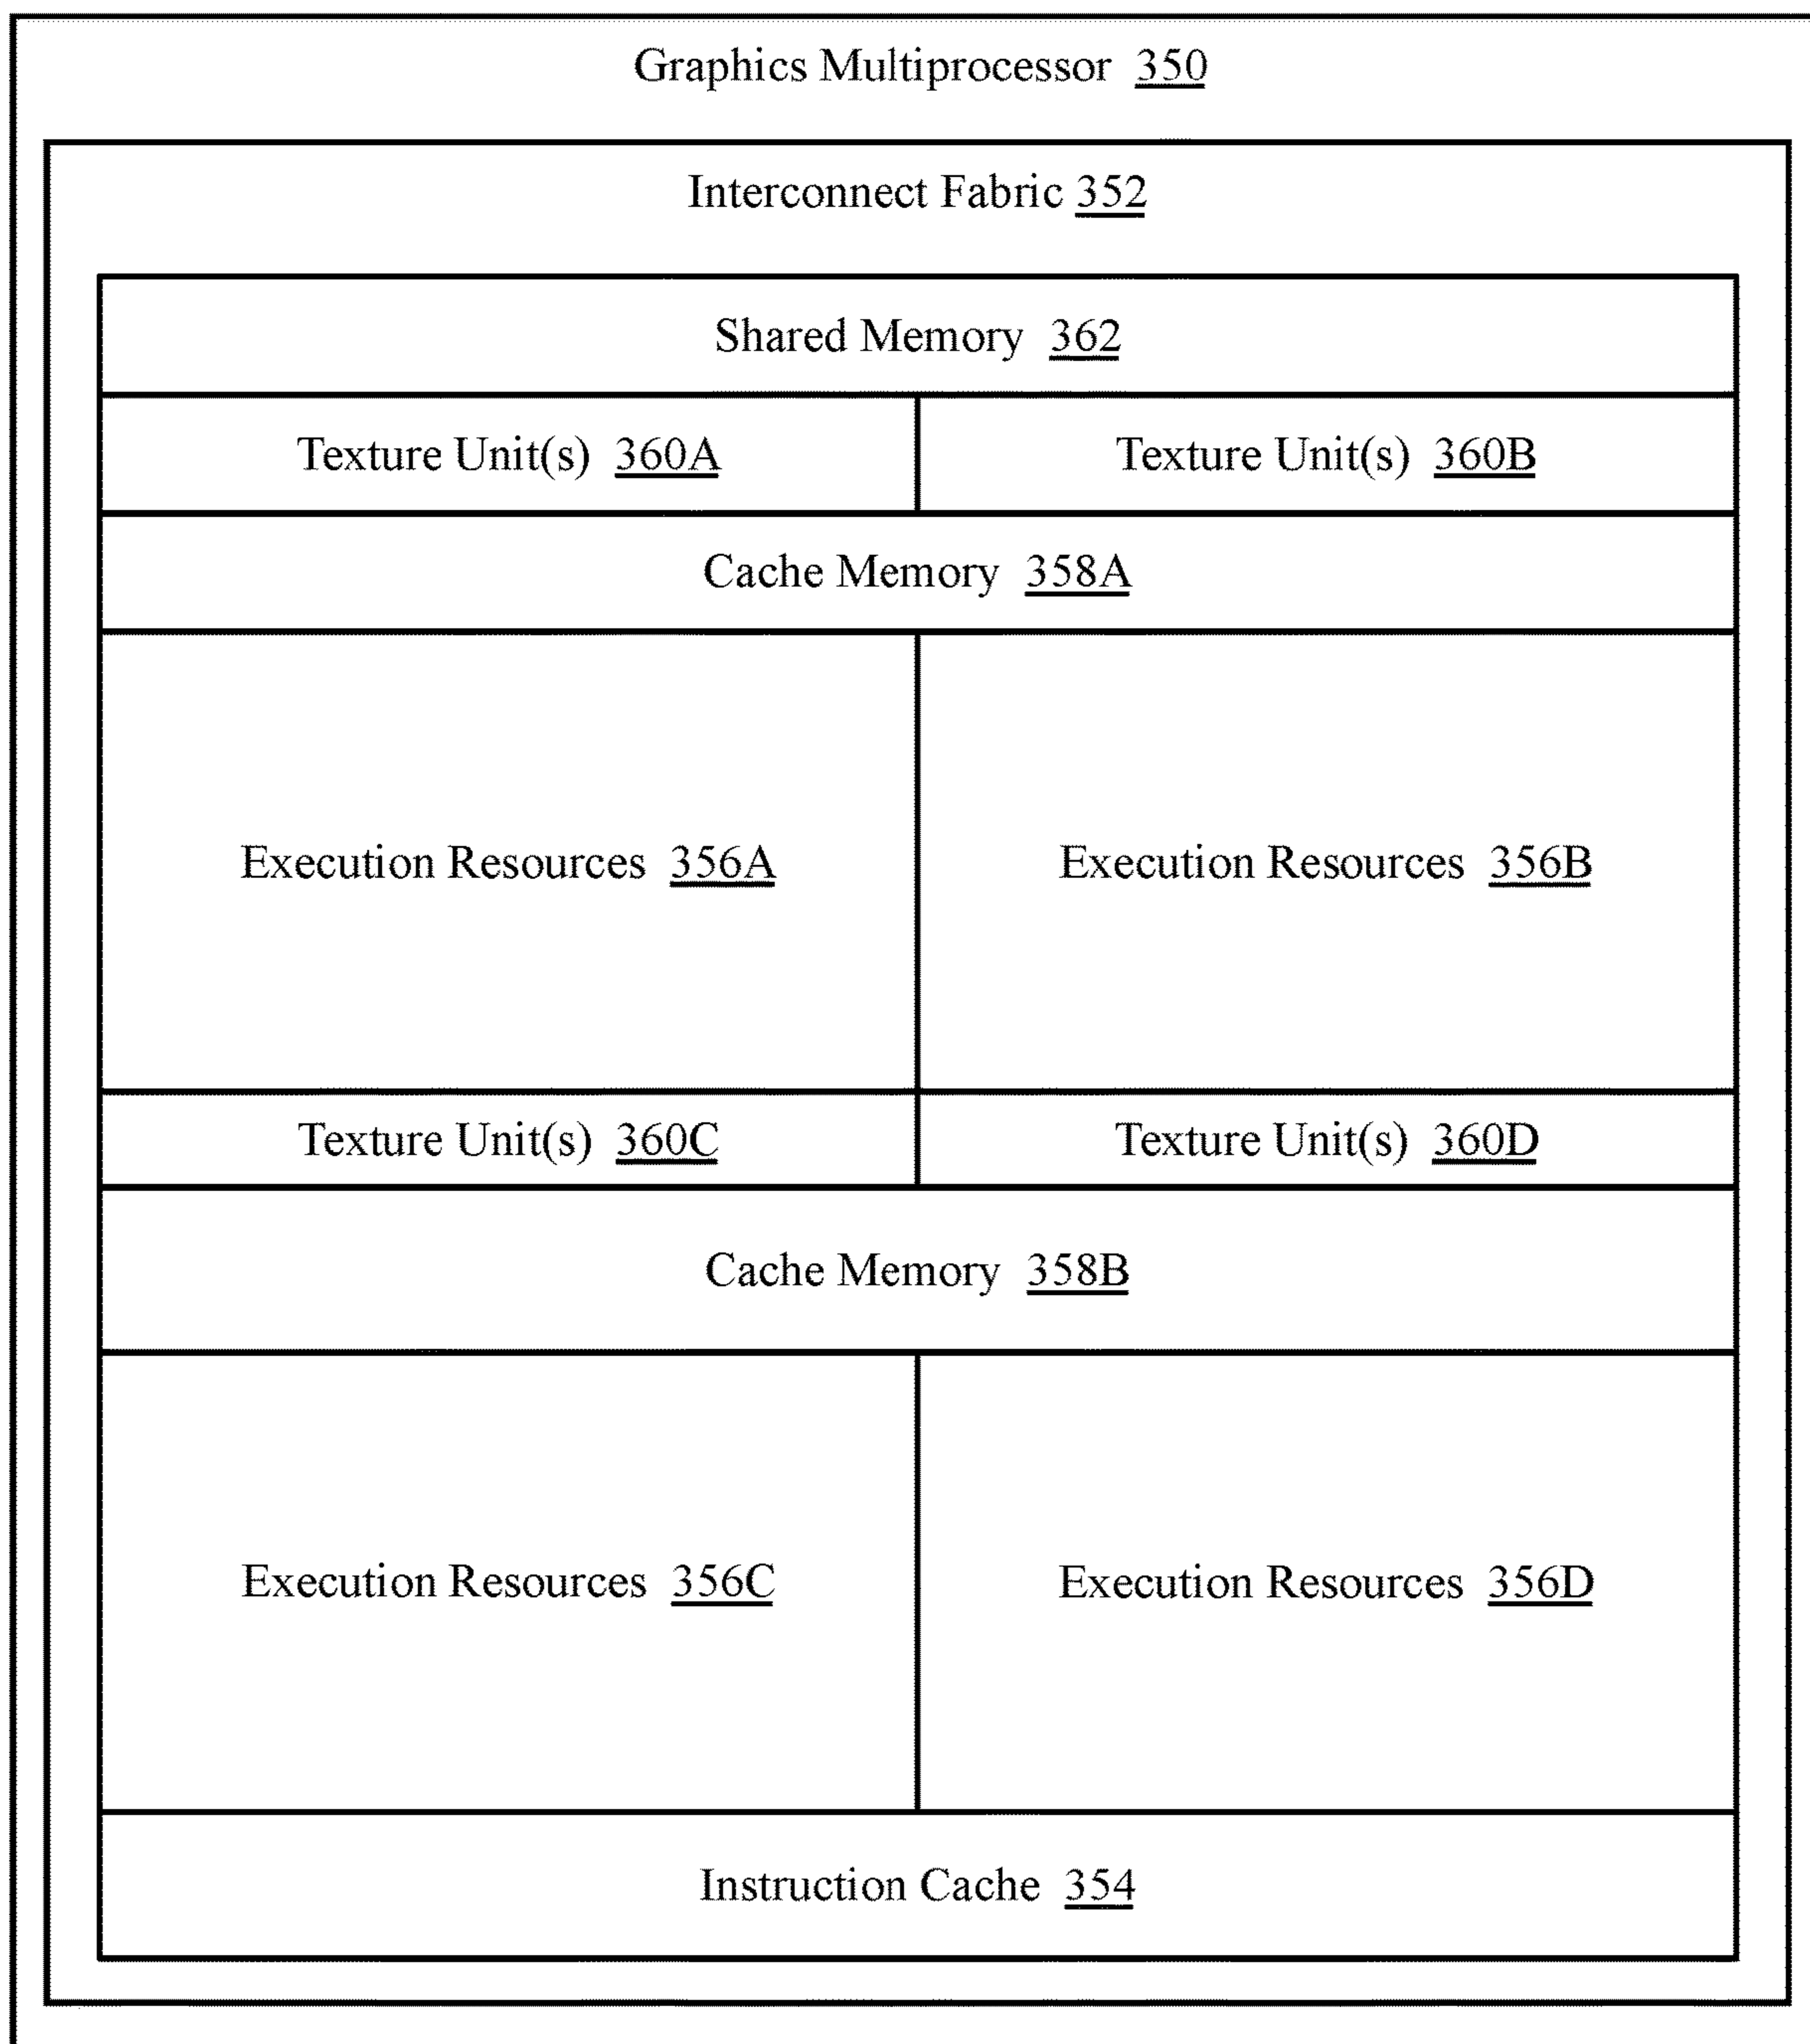 Graphics Multiprocessor 350
Interconnect Fabric 352
Shared Memory 362
Texture Unit(s) 360A
Texture Unit(s) 360B
Cache Memory 358A
Execution Resources 356A
Execution Resources 356B
Texture Unit(s) 360C
Texture Unit(s) 360D
Cache Memory 358B
Execution Resources 356C
Execution Resources 356D
Instruction Cache 354